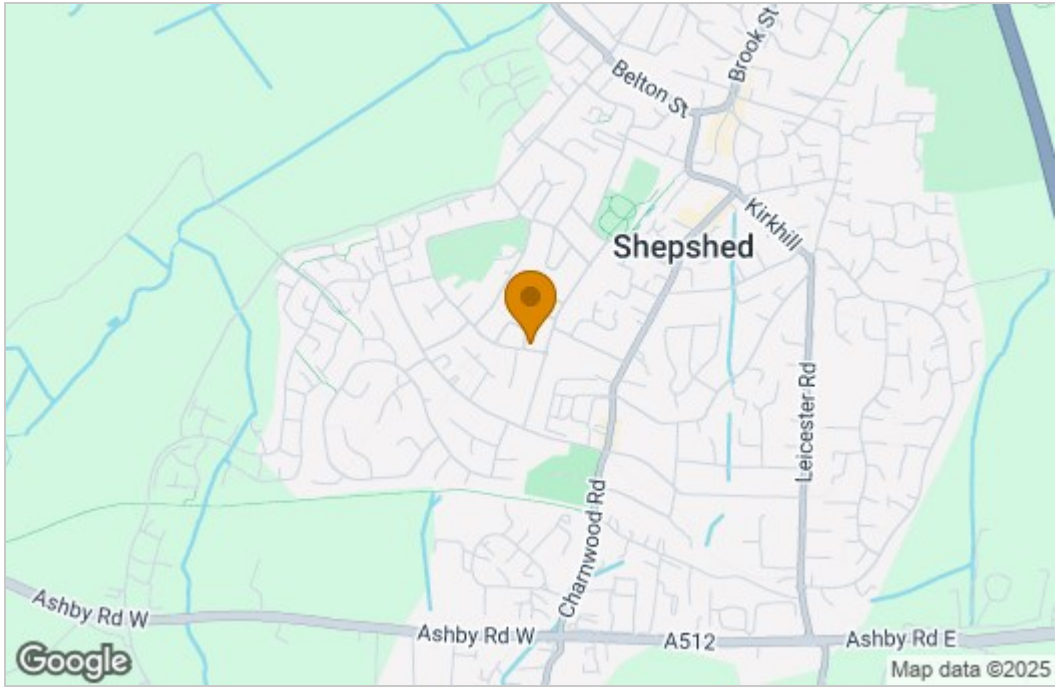 Brook St
Belton St
Kirkhill
Shepshed
Leicester Rd
Charnwood Rd
Ashby Rd W
Ashby Rd W
A512
Ashby Rd E
Google
Map data ©2025